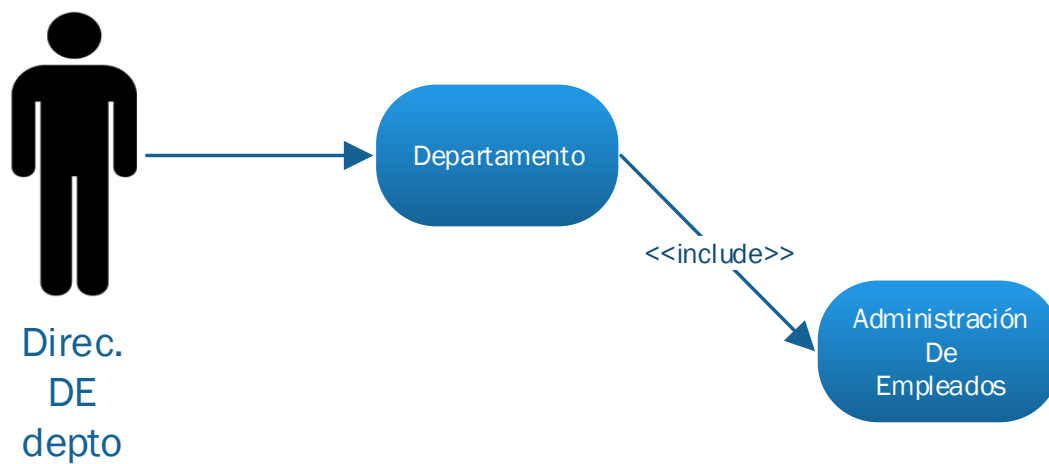 Departamento
<<include>>
Administración
De
Empleados
Direc.
DE
depto